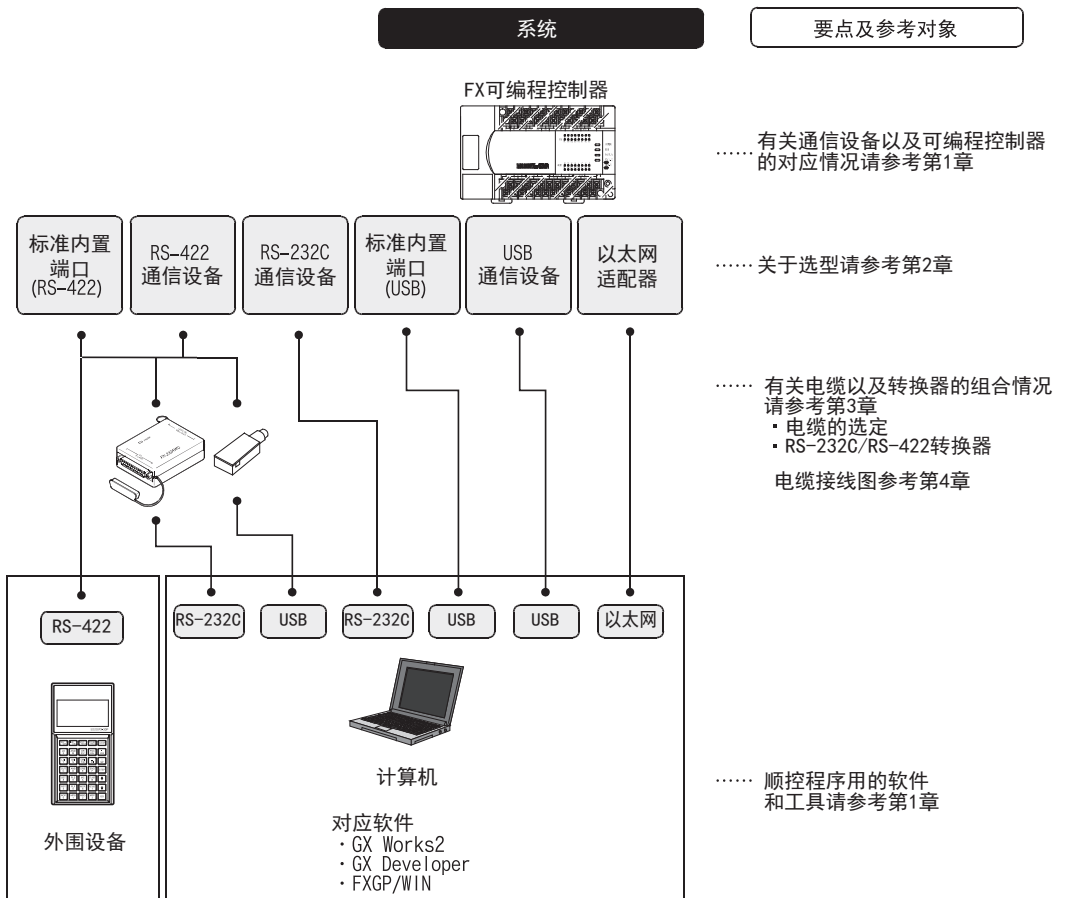 系统
要点及参考对象
FX可编程控制器
……有关通信设备以及可编程控制器
的对应情况请参考第1章
标准内置
端口
(RS-422)
RS-422
通信设备
RS-232C
通信设备
标准内置
端口
(USB)
USB
通信设备
以太网
适配器
……关于选型请参考第2章
…… 有关电缆以及转换器的组合情况
请参考第3章
・电缆的选定
・RS-232C/RS-422转换器
电缆接线图参考第4章
RS-422
RS-232C
USB
RS-232C
USB
USB
以太网
计算机
外围设备
对应软件
・GX Works2
・GX Developer
・FXGP/WIN
…… 顺控程序用的软件
和工具请参考第1章